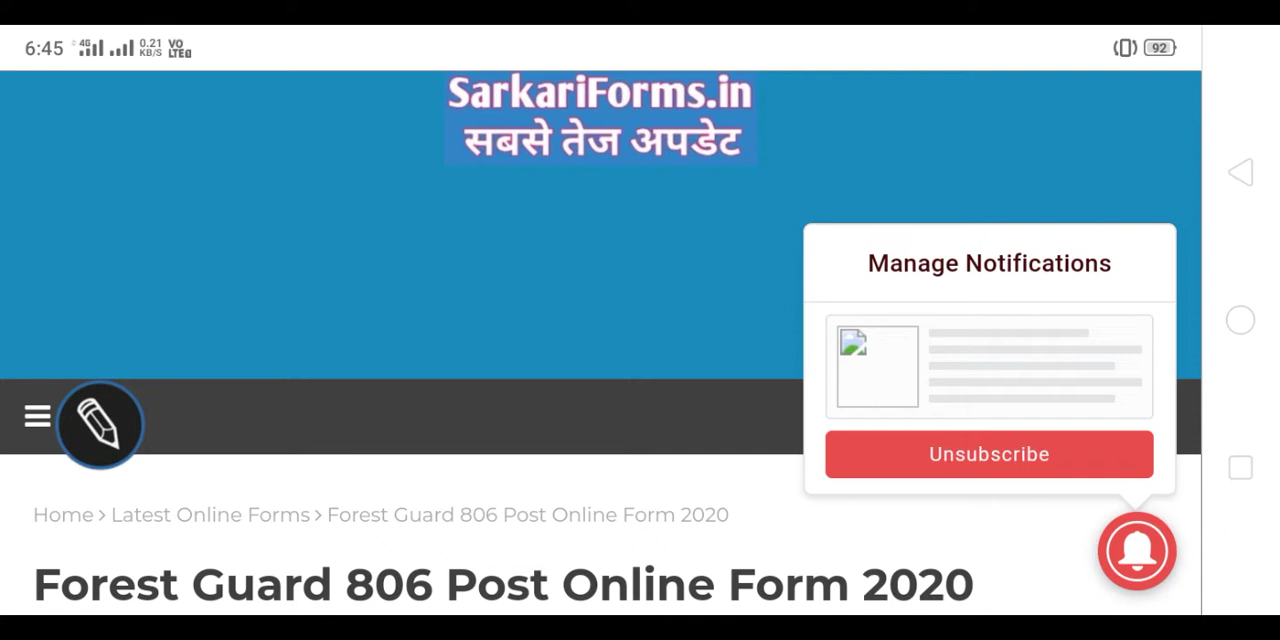 6:45 4G 0.21 KB/S VO LTE 92
SarkariForms.in
सबसे तेज अपडेट
Manage Notifications
Unsubscribe
Home > Latest Online Forms > Forest Guard 806 Post Online Form 2020
Forest Guard 806 Post Online Form 2020